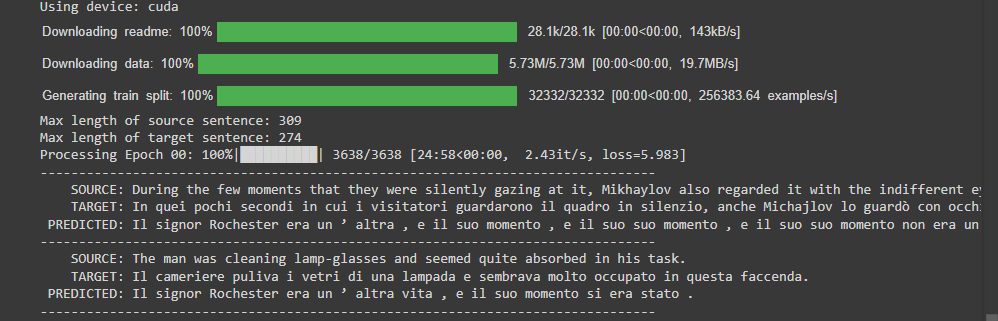 Using device: cuda
Downloading readme: 100% 28.1k/28.1k [00:00<00:00, 143kB/s]
Downloading data: 100% 5.73M/5.73M [00:00<00:00, 19.7MB/s]
Generating train split: 100% 32332/32332 [00:00<00:00, 256383.64 examples/s]
Max length of source sentence: 309
Max length of target sentence: 274
Processing Epoch 00: 100%|██████████| 3638/3638 [24:58<00:00, 2.43it/s, loss=5.983]
--------------------------------------------------------------------------------
SOURCE: During the few moments that they were silently gazing at it, Mikhaylov also regarded it with the indifferent
TARGET: In quei pochi secondi in cui i visitatori guardarono il quadro in silenzio, anche Michajlov lo guardò con
PREDICTED: Il signor Rochester era un ’ altra , e il suo momento , e il suo suo momento , e il suo suo momento non era un
--------------------------------------------------------------------------------
SOURCE: The man was cleaning lamp-glasses and seemed quite absorbed in his task.
TARGET: Il cameriere puliva i vetri di una lampada e sembrava molto occupato in questa faccenda.
PREDICTED: Il signor Rochester era un ’ altra vita , e il suo momento si era stato .
--------------------------------------------------------------------------------